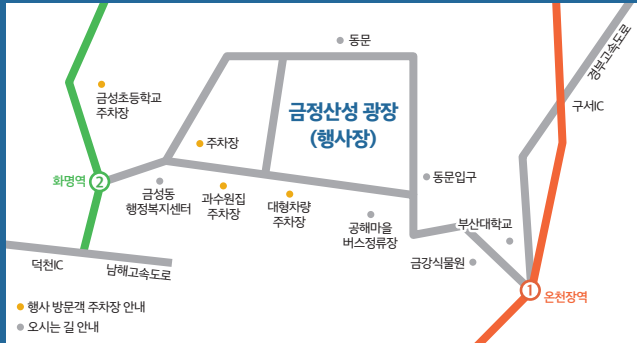 동문
경부고속도로
구서IC
금성초등학교
주차장
금정산성 광장
(행사장)
주차장
동문입구
화명역
2
금성동
행정복지센터
과수원집
주차장
대형차량
주차장
공해마을
버스정류장
부산대학교
금강식물원
덕천IC
남해고속도로
1
온천장역
행사 방문객 주차장 안내
오시는 길 안내